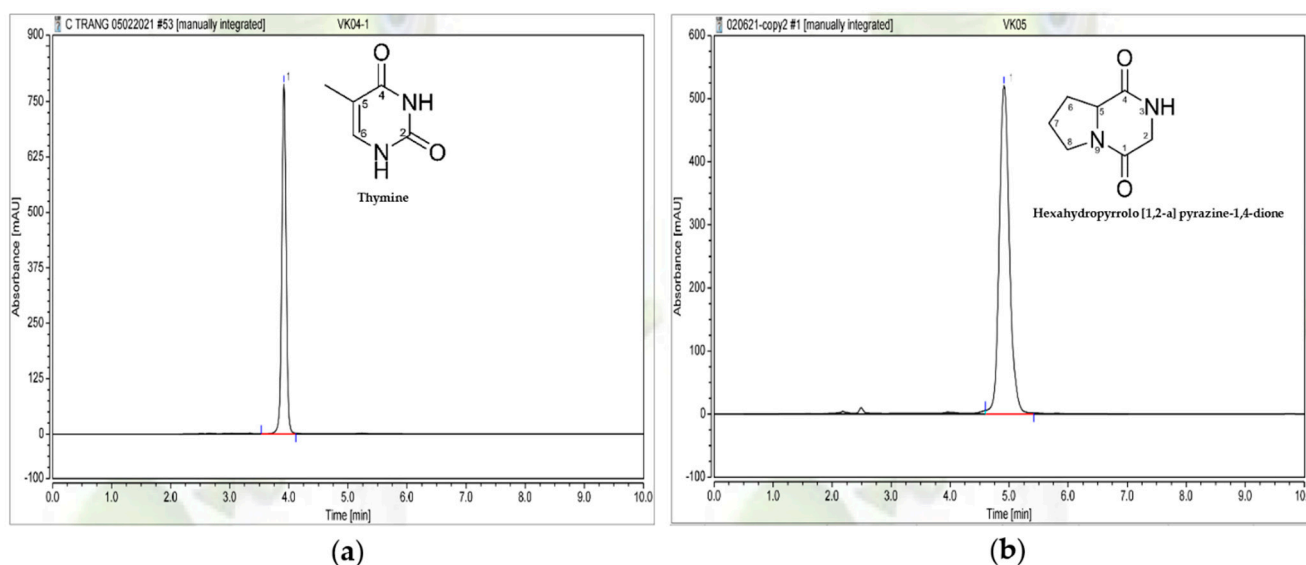 C TRANG 05022021 #53 [manually integrated] VK04-1
900
750
625
500
375
250
125
0
-100
Absorbance [mAU]
1
O
4
5
NH
6
2
N
H
O
Thymine
0.0 1.0 2.0 3.0 4.0 5.0 6.0 7.0 8.0 9.0 10.0
Time [min]
(a)
020621-copy2 #1 [manually integrated] VK05
600
500
400
300
200
100
0
-100
Absorbance [mAU]
1
O
4
6
5
3
NH
7
2
8
N
9
1
O
Hexahydropyrrolo [1,2-a] pyrazine-1,4-dione
0.0 1.0 2.0 3.0 4.0 5.0 6.0 7.0 8.0 9.0 10.
Time [min]
(b)